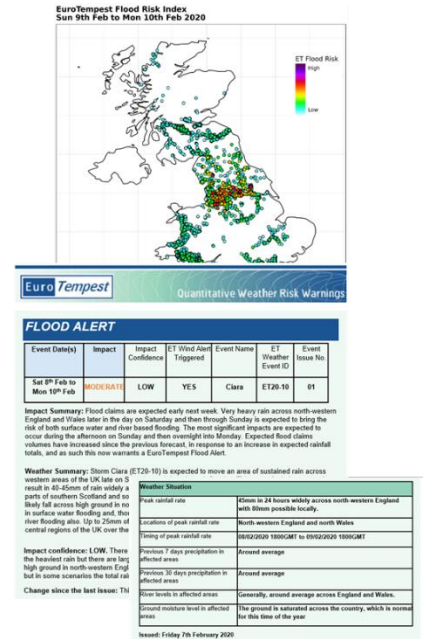 EuroTempest Flood Risk Index
Sun 9th Feb to Mon 10th Feb 2020
ET Flood Risk
High
Low
Euro Tempest
Quantitative Weather Risk Warnings
FLOOD ALERT
Event Date(s) Impact Impact Confidence ET Wind Alert Triggered Event Name ET Weather Event ID Event Issue No.
Sat 8th Feb to Mon 10th Feb MODERATE LOW YES Ciara ET20-10 01
Impact Summary: Flood claims are expected early next week. Very heavy rain across north-western
England and Wales later in the day on Saturday and then through Sunday is expected to bring the
risk of both surface water and river based flooding. The most significant impacts are expected to
occur during the afternoon on Sunday and then overnight into Monday. Expected flood claims
volumes have increased since the previous forecast, in response to an increase in expected rainfall
totals, and as such this now warrants a EuroTempest Flood Alert.
Weather Summary: Storm Ciara (ET20-10) is expected to move an area of sustained rain across
western areas of the UK late on S
result in 40-45mm of rain widely a
parts of southern Scotland and so
likely fall across high ground in no
in surface water flooding and, tho
river flooding also. Up to 25mm of
central regions of the UK over the
Impact confidence: LOW. There
the heaviest rain but there are larg
high ground in north-western Engl
but in some scenarios the total rai
Change since the last issue: Thi
Weather Situation
Peak rainfall rate 45mm in 24 hours widely across north-western England
with 80mm possible locally.
Locations of peak rainfall rate North-western England and north Wales
Timing of peak rainfall rate 08/02/2020 1800GMT to 09/02/2020 1800GMT
Previous 7 days precipitation in affected areas Around average
Previous 30 days precipitation in affected areas Around average
River levels in affected areas Generally, around average across England and Wales.
Ground moisture level in affected areas The ground is saturated across the country, which is normal
for this time of the year
Issued: Friday 7th February 2020